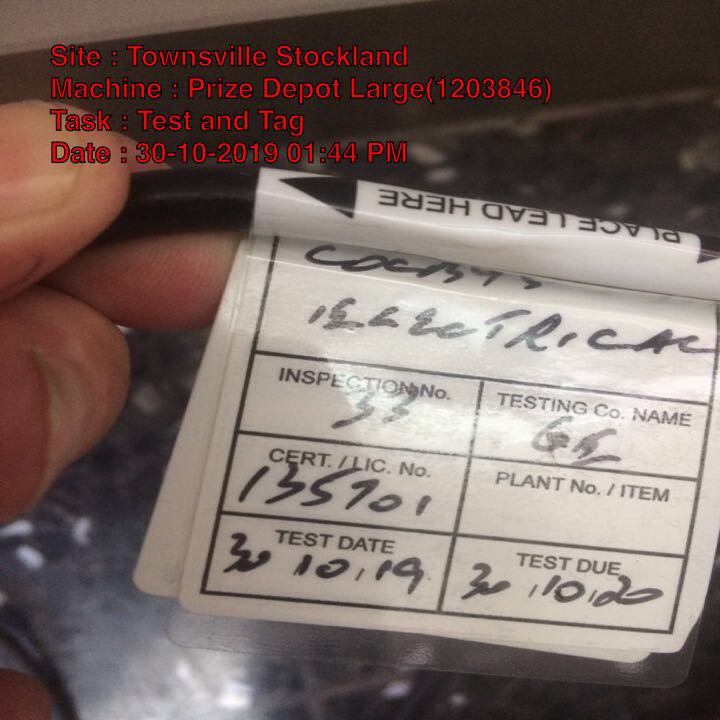 Site : Townsville Stockland
Machine : Prize Depot Large(1203846)
Task : Test and Tag
Date : 30-10-2019 01:44 PM
PLACE LEAD HERE
ELECTRICAL
INSPECTION No.
33
TESTING Co. NAME
CERT. / LIC. No.
135701
PLANT No. / ITEM
TEST DATE
30 10,19
TEST DUE
30,10,20